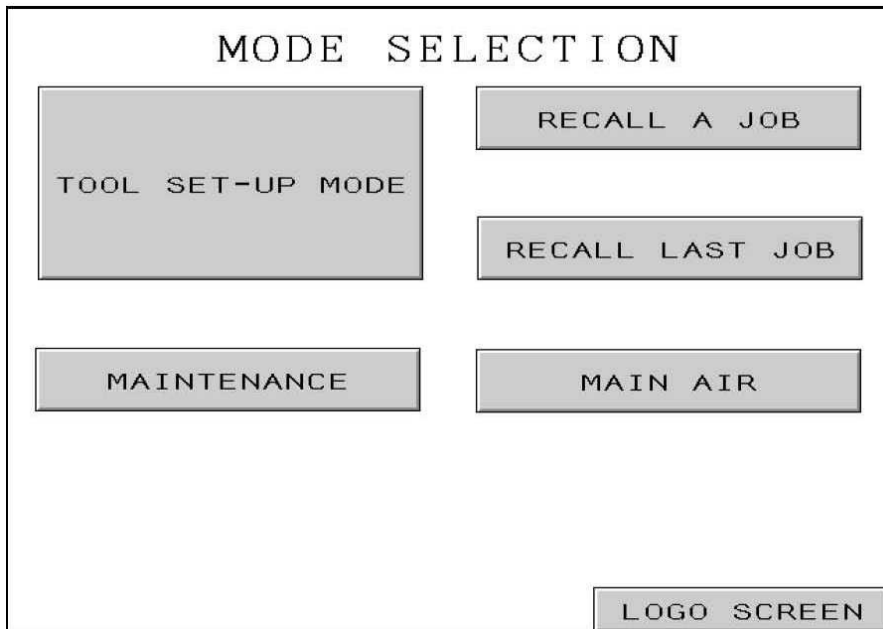 MODE SELECTION
TOOL SET-UP MODE
RECALL A JOB
RECALL LAST JOB
MAINTENANCE
MAIN AIR
LOGO SCREEN